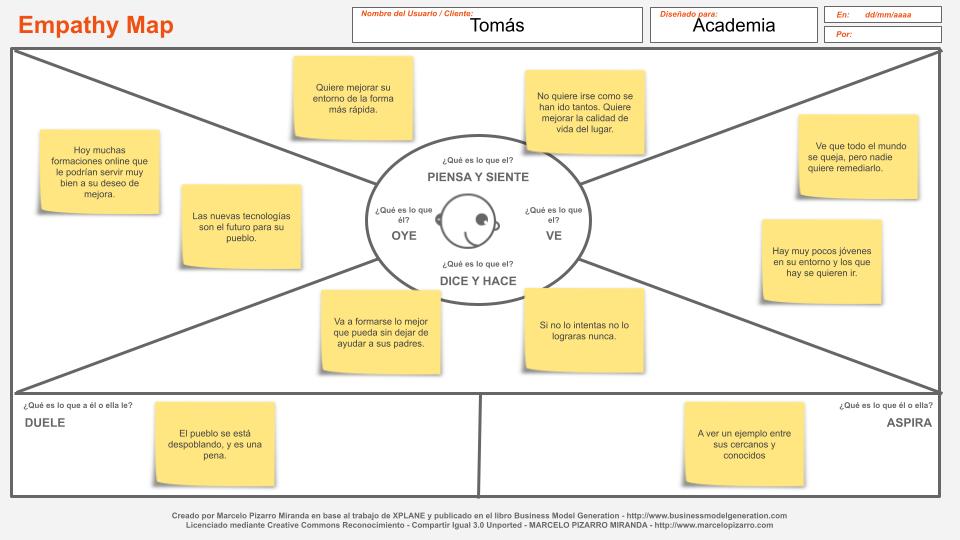 Empathy Map
Nombre del Usuario / Cliente:
Tomás
Diseñado para:
Academia
En: dd/mm/aaaa
Por:
Quiere mejorar su
entorno de la forma
más rápida.
No quiere irse como se
han ido tantos. Quiere
mejorar la calidad de
vida del lugar.
Hoy muchas
formaciones online que
le podrían servir muy
bien a su deseo de
mejora.
Las nuevas tecnologías
son el futuro para su
pueblo.
Ve que todo el mundo
se queja, pero nadie
quiere remediarlo.
Hay muy pocos jóvenes
en su entorno y los que
hay se quieren ir.
¿Qué es lo que el?
PIENSA Y SIENTE
¿Qué es lo que
él?
OYE
¿Qué es lo que
el?
VE
¿Qué es lo que el?
DICE Y HACE
Va a formarse lo mejor
que pueda sin dejar de
ayudar a sus padres.
Si no lo intentas no lo
lograras nunca.
¿Qué es lo que a él o ella le?
DUELE
El pueblo se está
despoblando, y es una
pena.
¿Qué es lo que él o ella?
ASPIRA
A ver un ejemplo entre
sus cercanos y
conocidos
Creado por Marcelo Pizarro Miranda en base al trabajo de XPLANE y publicado en el libro Business Model Generation - http://www.businessmodelgeneration.com
Licenciado mediante Creative Commons Reconocimiento - Compartir Igual 3.0 Unported - MARCELO PIZARRO MIRANDA - http://www.marcelopizarro.com